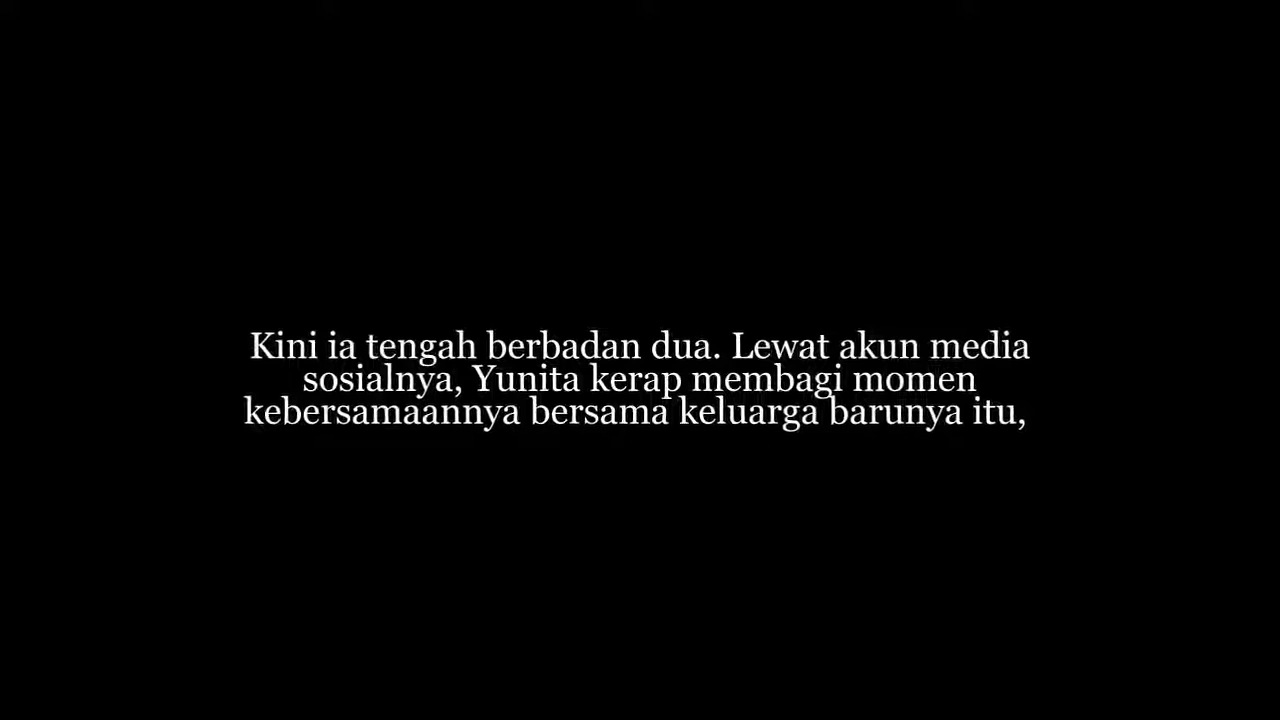 Kini ia tengah berbadan dua. Lewat akun media
sosialnya, Yunita kerap membagi momen
kebersamaannya bersama keluarga barunya itu,